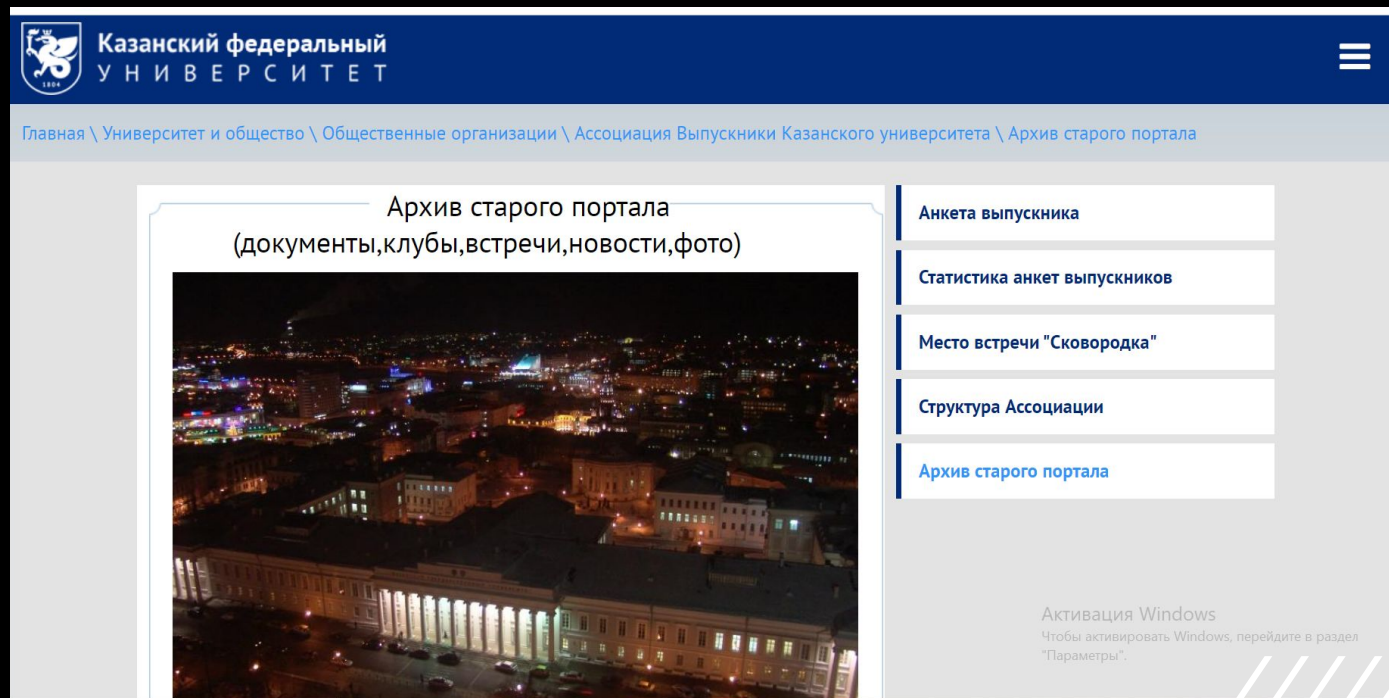 Казанский федеральный
УНИВЕРСИТЕТ
1804
Главная \ Университет и общество \ Общественные организации \ Ассоциация Выпускники Казанского университета \ Архив старого портала
Архив старого портала
(документы,клубы,встречи,новости,фото)
Анкета выпускника
Статистика анкет выпускников
Место встречи "Сковородка"
Структура Ассоциации
Архив старого портала
Активация Windows
Чтобы активировать Windows, перейдите в раздел
"Параметры".